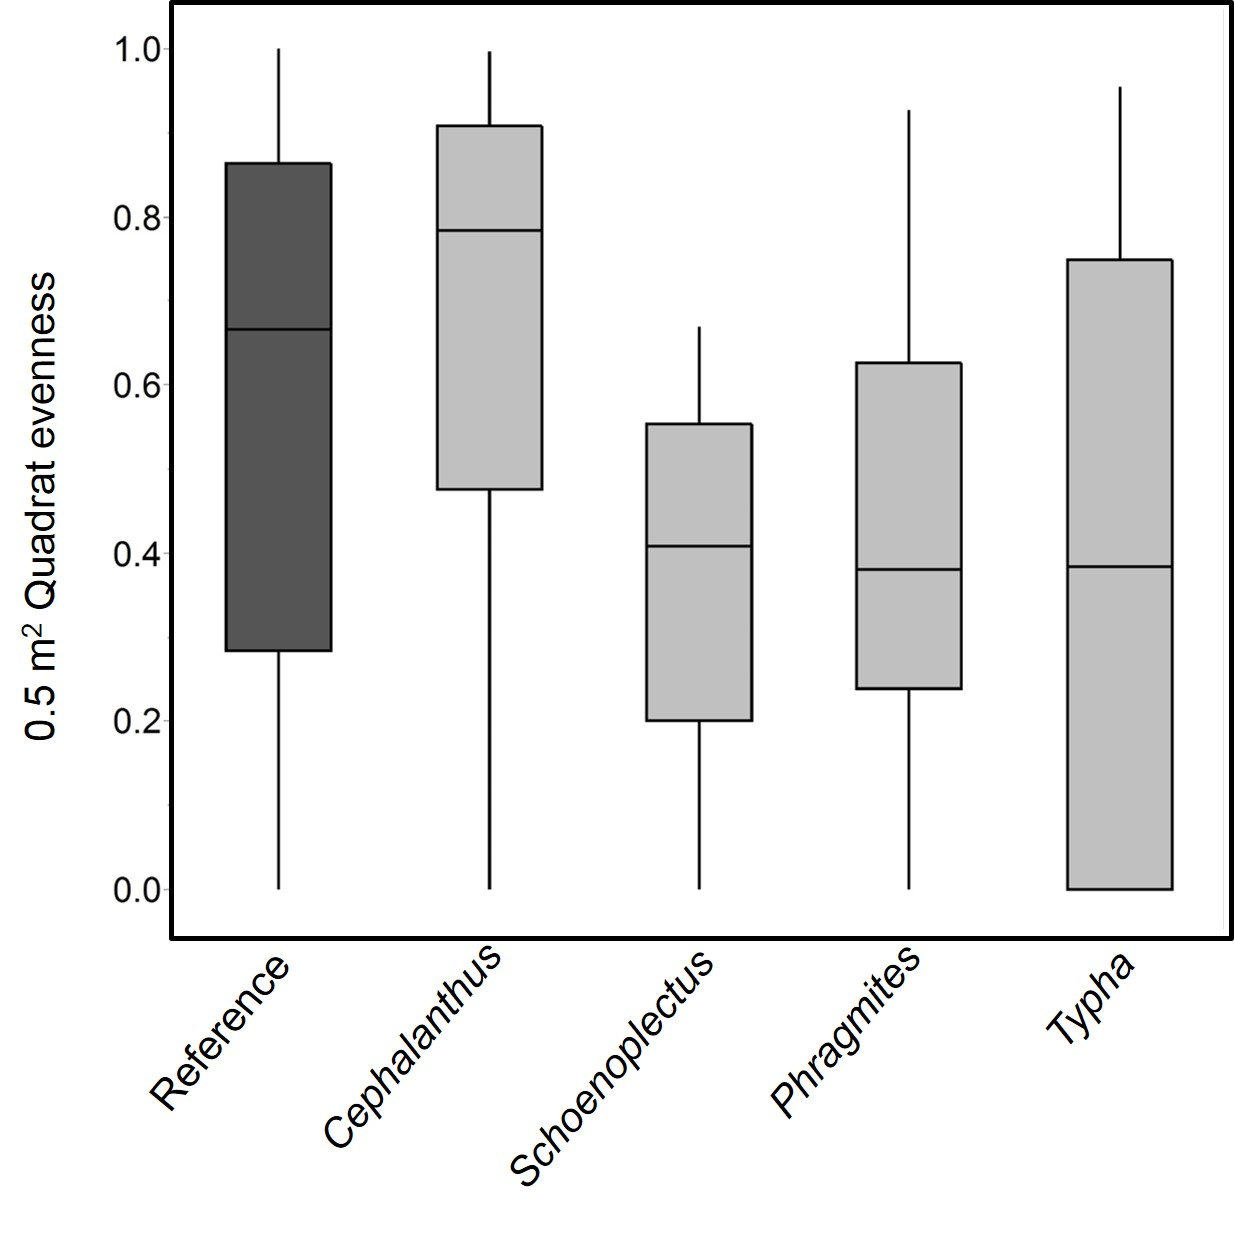 0.5 m² Quadrat evenness
1.0
0.8
0.6
0.4
0.2
0.0
Reference
Cephalanthus
Schoenoplectus
Phragmites
Typha